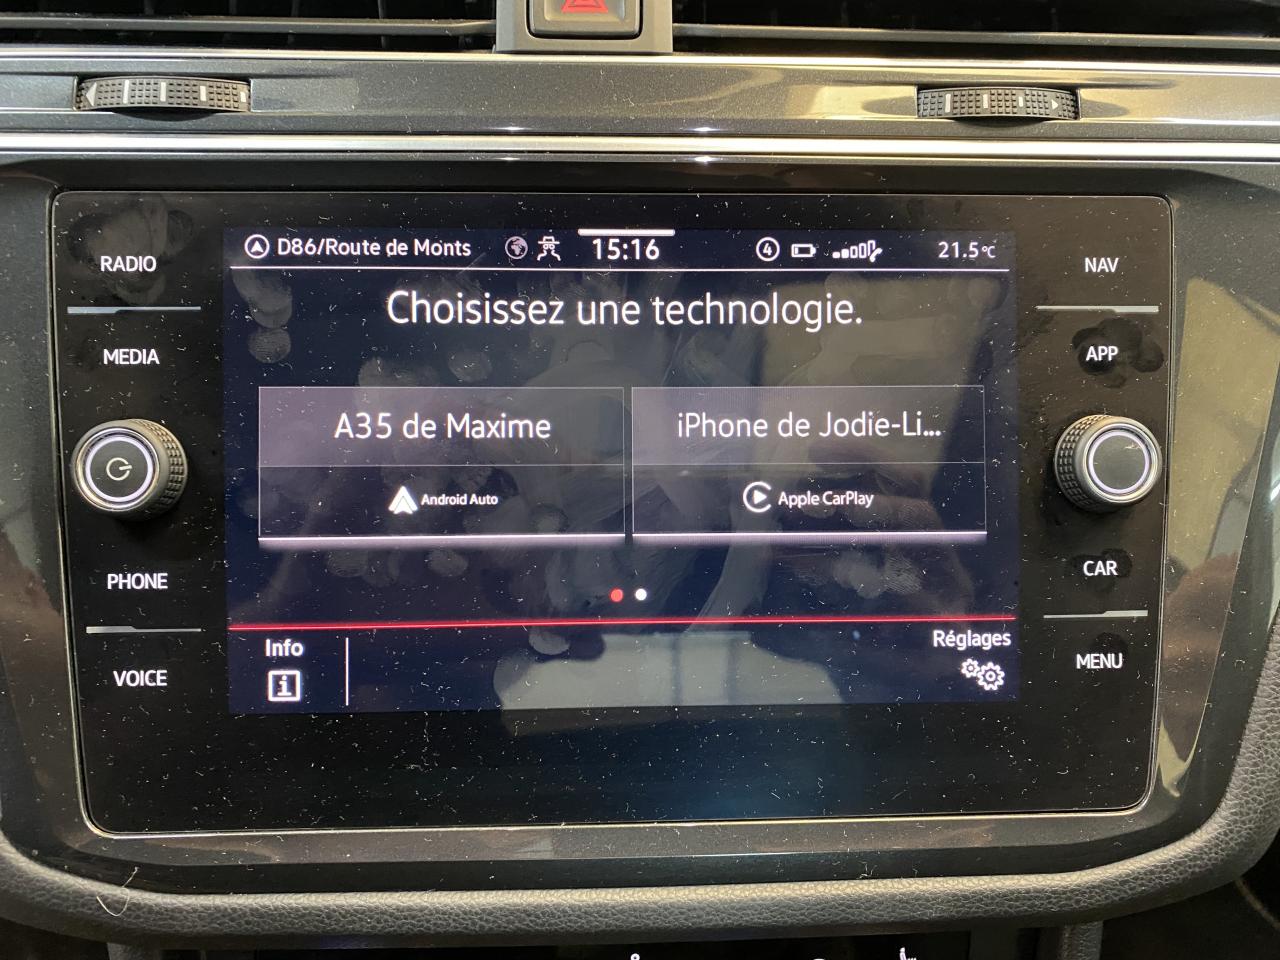 D86/Route de Monts
15:16
4
21.5°C
Choisissez une technologie.
A35 de Maxime
iPhone de Jodie-Li...
Android Auto
Apple CarPlay
Info
i
Réglages
RADIO
MEDIA
PHONE
VOICE
NAV
APP
CAR
MENU